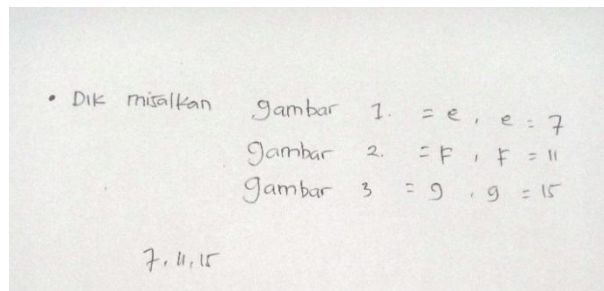 • Dik misalkan gambar 1. = e, e = 7
gambar 2. = F, F = 11
gambar 3 = g, g = 15
7, 11, 15